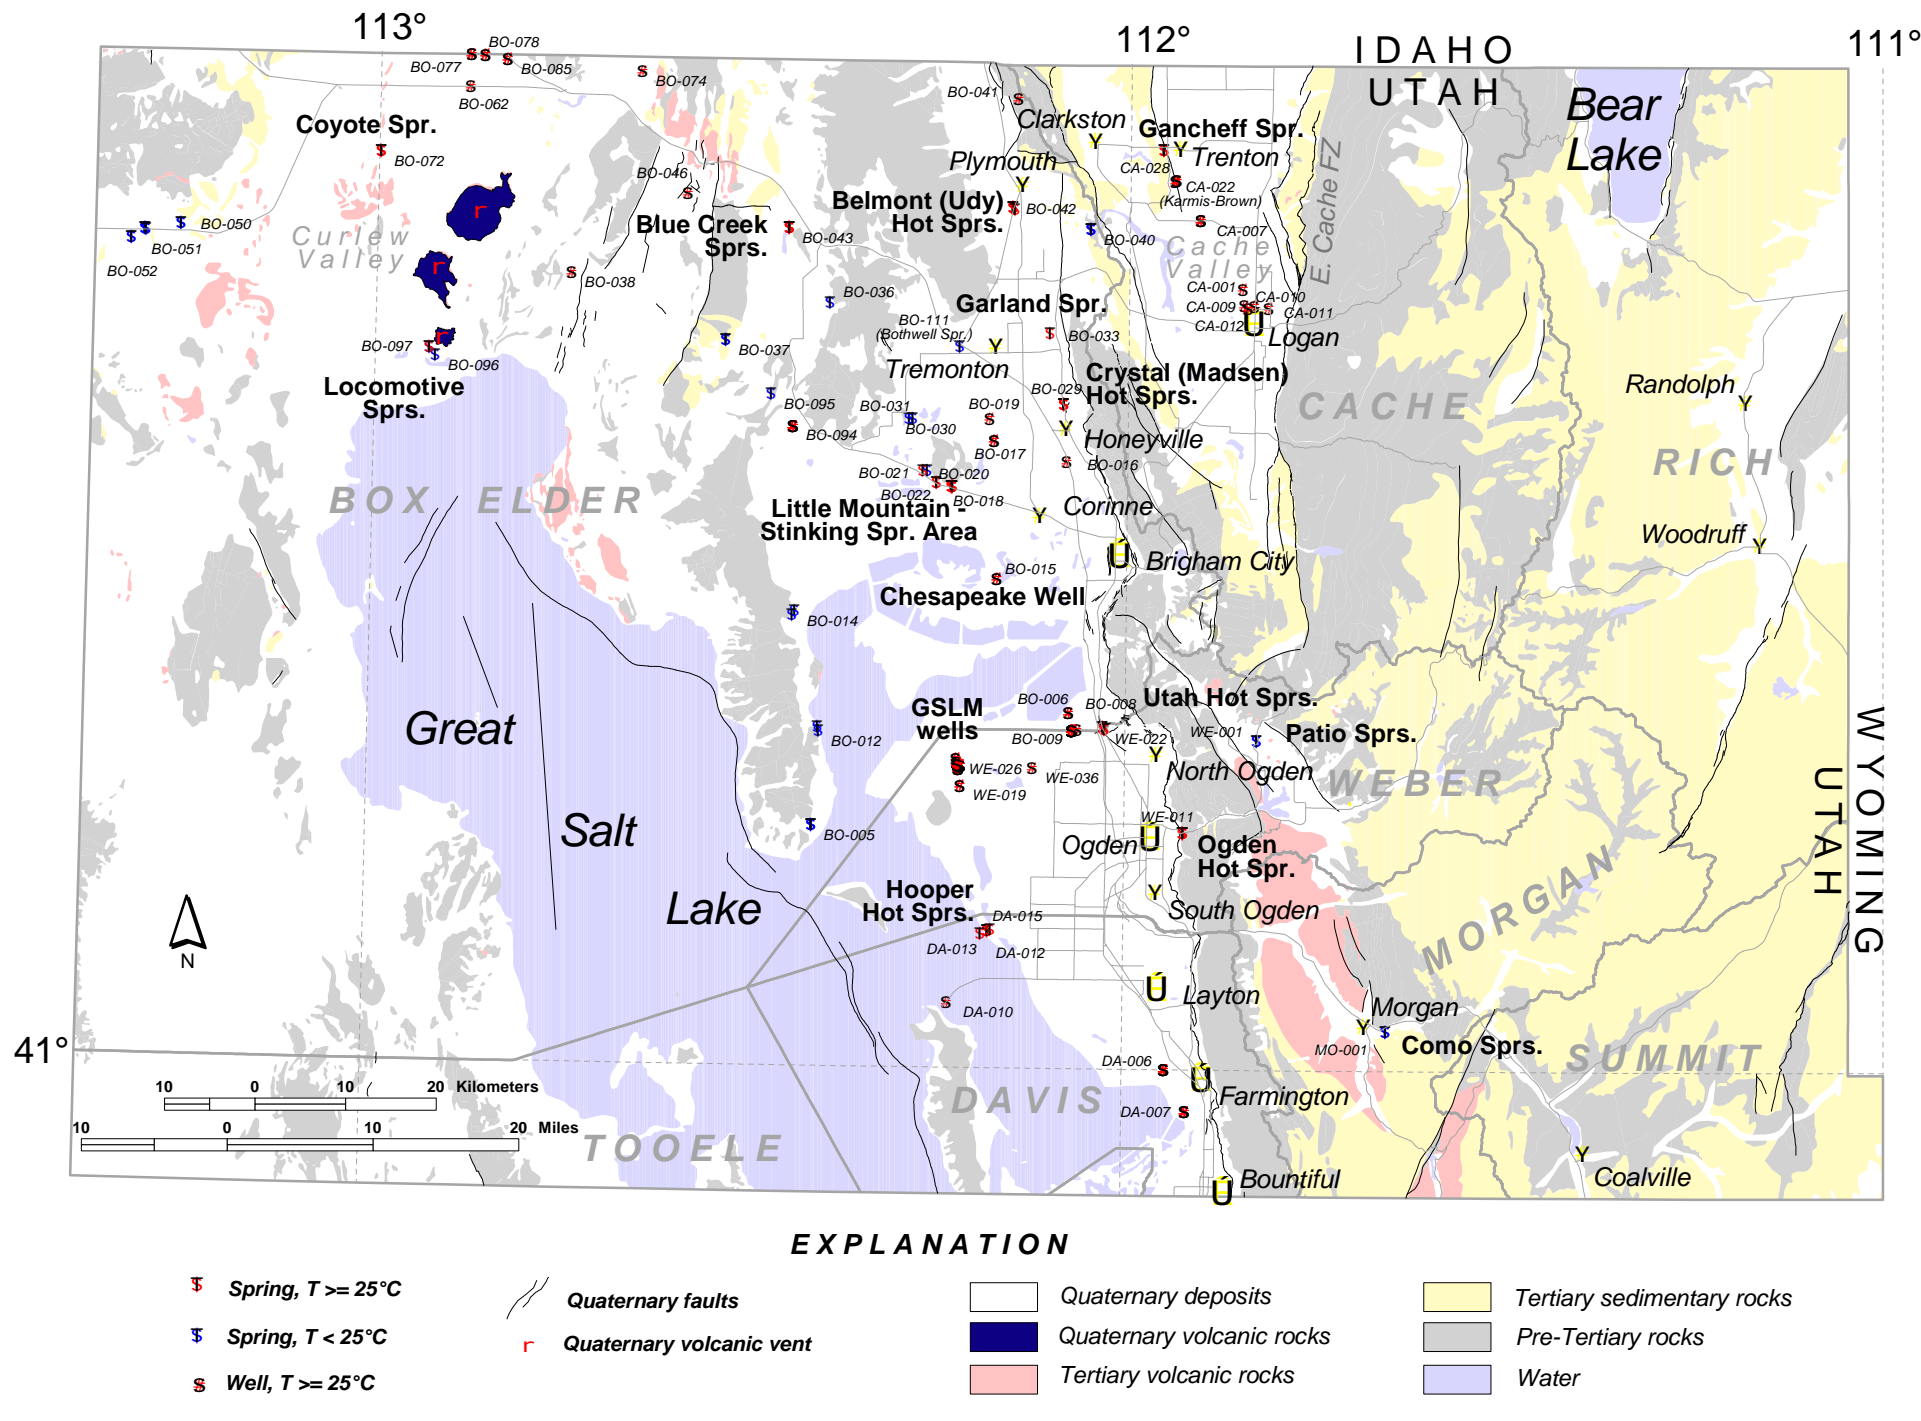 113°
112°
111°
IDAHO
UTAH
BO-078
BO-077
BO-085
BO-074
BO-062
BO-041
Bear
Lake
Coyote Spr.
BO-072
Clarkston
Gancheff Spr.
Trenton
Plymouth
CA-028
CA-022
(Karmis-Brown)
BO-046
Belmont (Udy)
Hot Sprs.
BO-042
CA-007
E. Cache FZ
BO-050
BO-051
BO-052
Curlew
Valley
Blue Creek
Sprs.
BO-043
BO-040
Cache
Valley
BO-038
BO-036
CA-001
CA-010
CA-009
CA-011
CA-012
Logan
Garland Spr.
BO-111
(Bothwell Spr.)
BO-033
BO-037
BO-097
BO-096
Tremonton
Locomotive
Sprs.
Crystal (Madsen)
Hot Sprs.
BO-029
Randolph
BO-095
BO-031
BO-019
BO-030
BO-094
CACHE
Honeyville
BO-017
BO-016
RICH
BO-021
BO-020
BO-022
BO-018
BOX ELDER
Little Mountain -
Stinking Spr. Area
Corinne
Woodruff
Brigham City
BO-015
Chesapeake Well
BO-014
Great
Salt
Lake
BO-006
BO-008
Utah Hot Sprs.
GSLM
wells
BO-009
WE-022
WE-001
Patio Sprs.
BO-012
WE-026
WE-036
North Ogden
WE-019
WEBER
WYOMING
UTAH
BO-005
WE-011
Ogden
Ogden
Hot Spr.
Hooper
Hot Sprs.
DA-015
South Ogden
DA-013
DA-012
MORGAN
N
DA-010
Layton
Morgan
41°
MO-001
Como Sprs.
SUMMIT
DA-006
10 0 10 20 Kilometers
DAVIS
Farmington
DA-007
10 0 10 20 Miles
TOOELE
Bountiful
Coalville
EXPLANATION
Spring, T >= 25°C
Spring, T < 25°C
Well, T >= 25°C
Quaternary faults
r Quaternary volcanic vent
Quaternary deposits
Quaternary volcanic rocks
Tertiary volcanic rocks
Tertiary sedimentary rocks
Pre-Tertiary rocks
Water